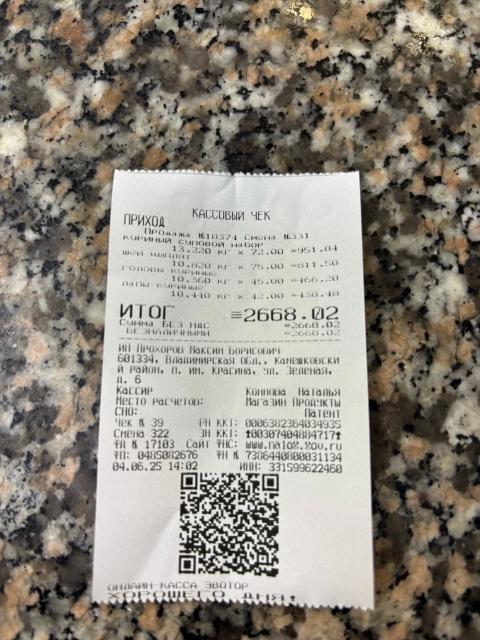 КАССОВЫЙ ЧЕК
ПРИХОД
Продажа №18374 Смена №331
КУРИНЫЙ СУПОВОЙ НАБОР
13.220 кг х 72.00 =951.84
ШЕИ ЦЫПЛЯТ
10.820 кг х 75.00 =811.50
ГОЛОВЫ КУРИНЫЕ
10.360 кг х 45.00 =466.20
ЛАПЫ КУРИНЫЕ
10.440 кг х 42.00 =438.48
ИТОГ =2668.02
Сумма БЕЗ НДС =2668.02
БЕЗНАЛИЧНЫМИ =2668.02
ИП Прохоров Максим Борисович
601334, Владимирская обл., Камешковски
й район, п. им. Красина, ул. Зеленая,
д. 6
Кассир Коннова Наталья
Место расчетов: Магазин Продукты
СНО: Патент
Чек № 39 РН ККТ: 0006382364034935
Смена 322 ЗН ККТ: 00307404884717
ФД № 17103 Сайт ФНС: www.nalog.gov.ru
ФП: 0485082676 ФН № 7386440800031134
04.06.25 14:02 ИНН: 331599622460
ОНЛАЙН-КАССА ЭВОТОР
ХОРОШЕГО ДНЯ!